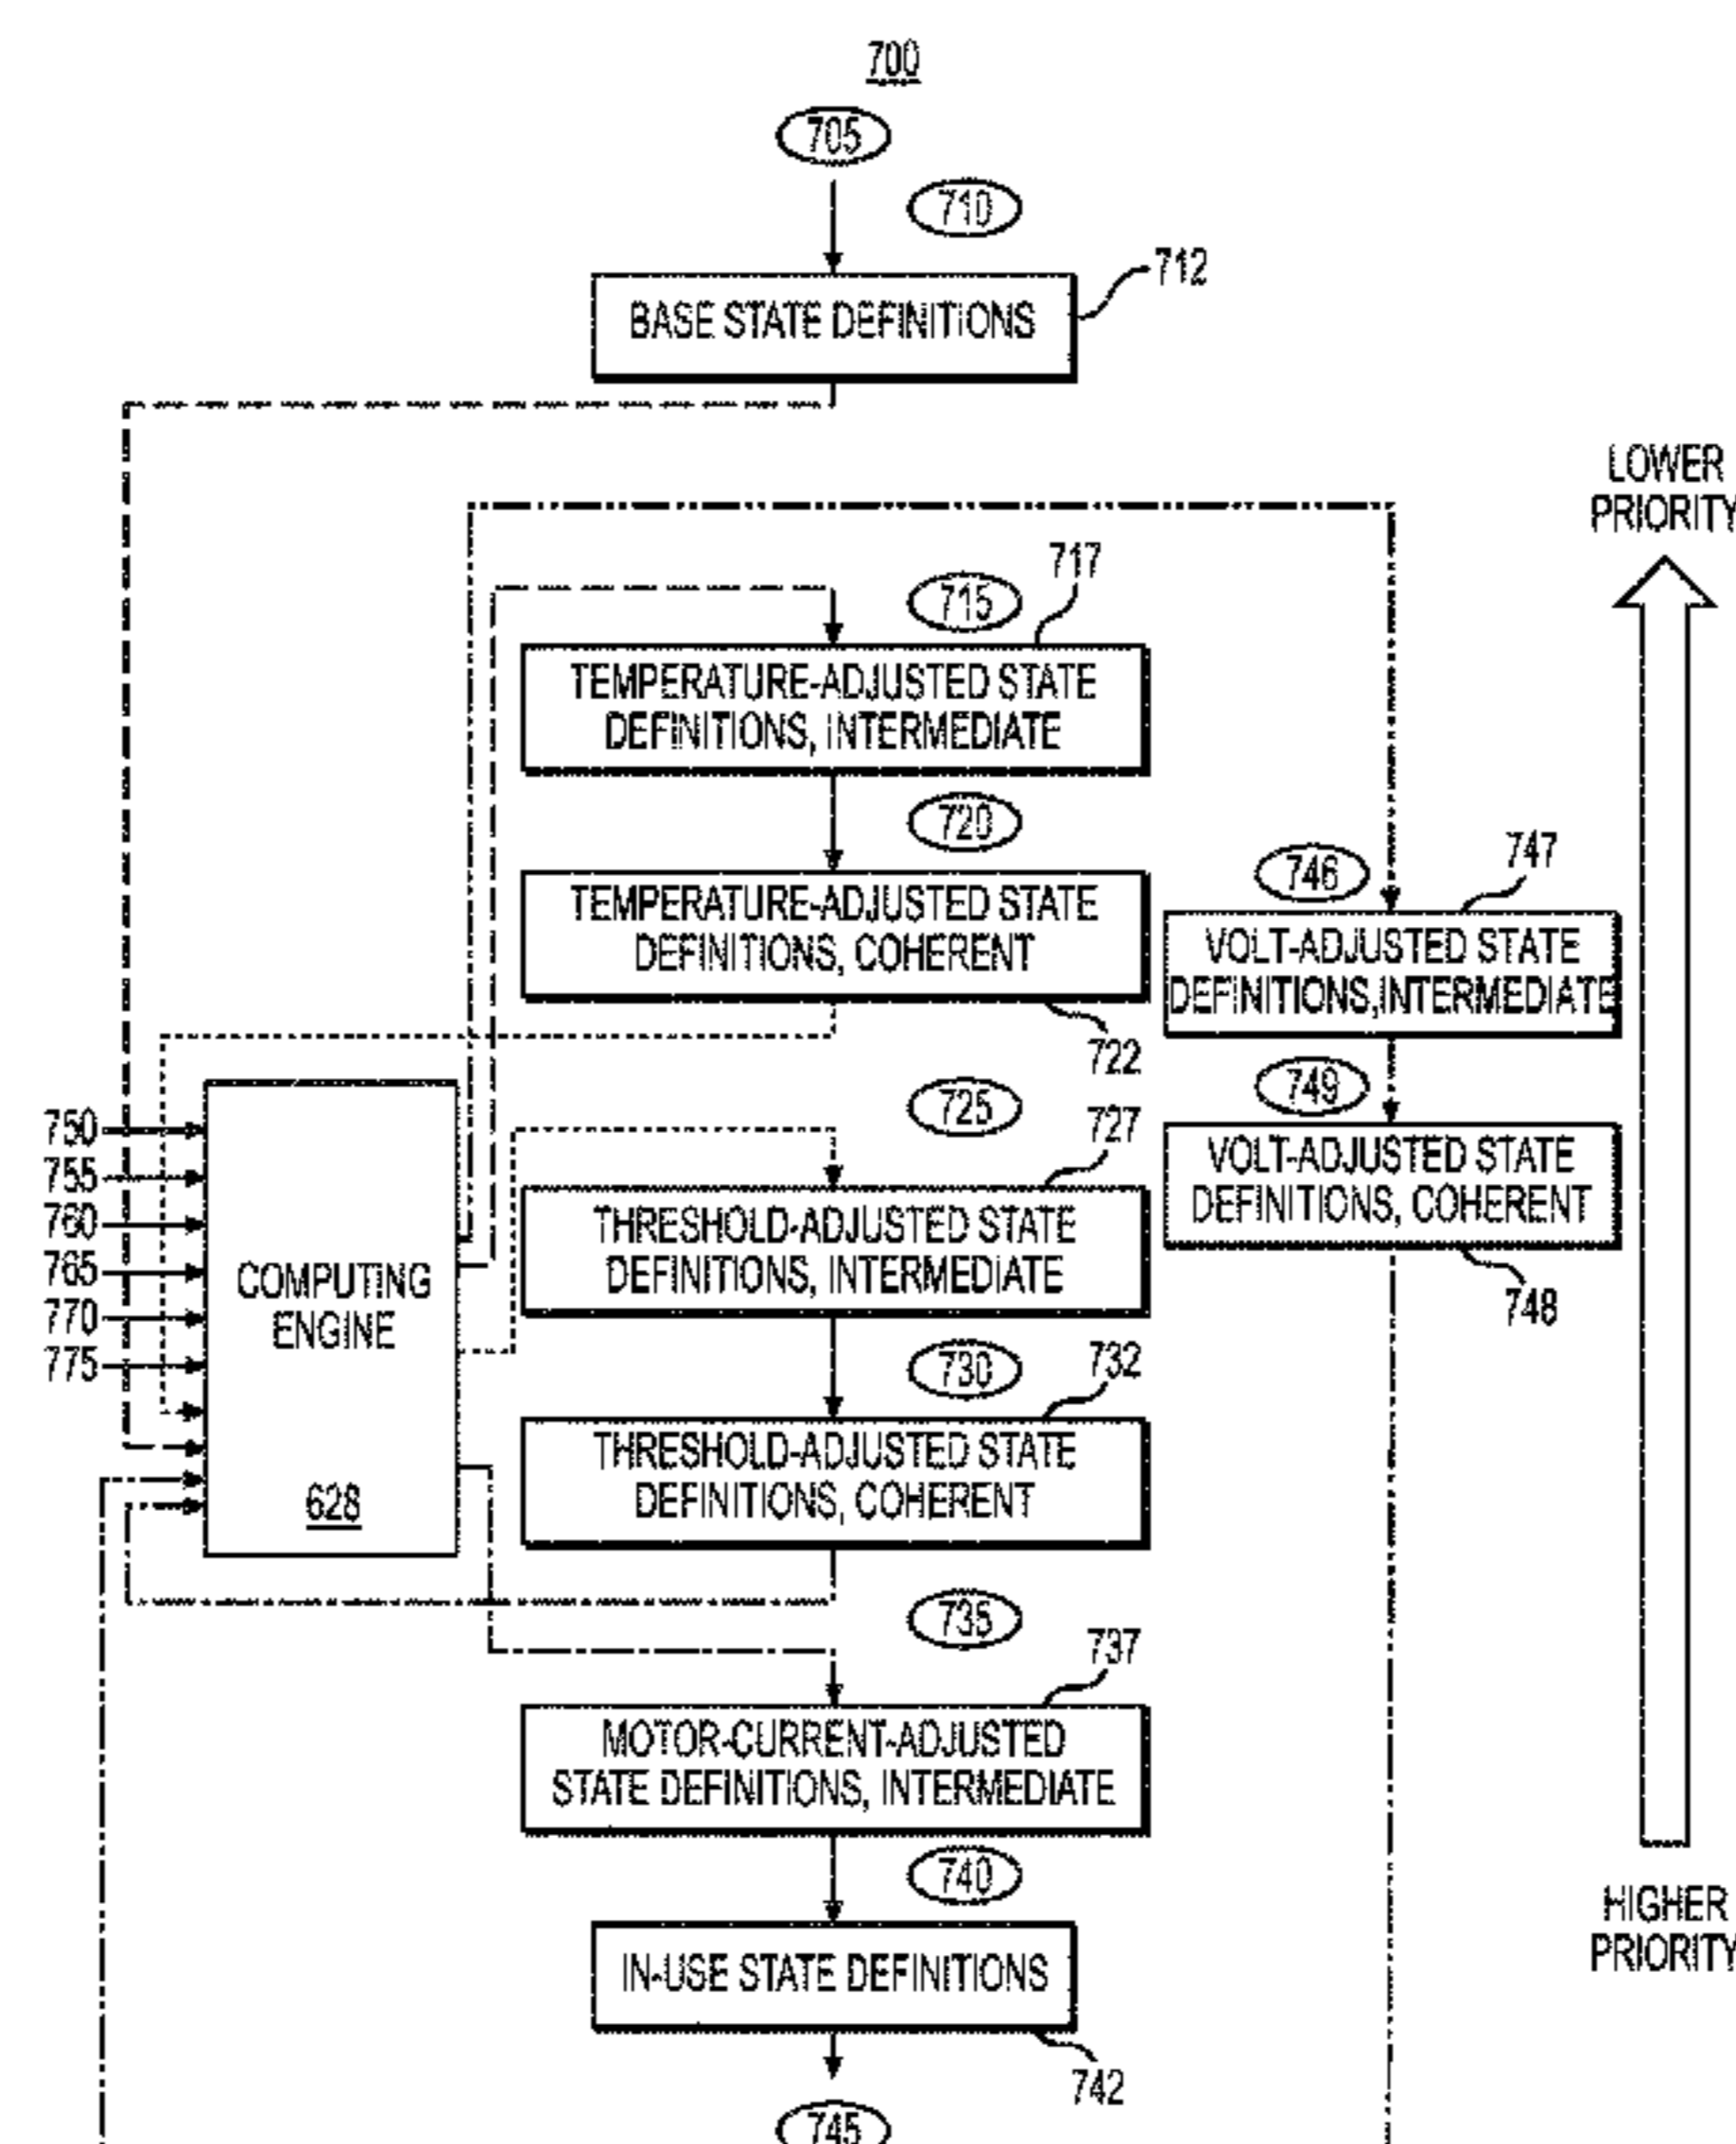 700
705
710
712
BASE STATE DEFINITIONS
LOWER
PRIORITY
717
715
TEMPERATURE-ADJUSTED STATE
DEFINITIONS, INTERMEDIATE
720
TEMPERATURE-ADJUSTED STATE
DEFINITIONS, COHERENT
722
746
747
VOLT-ADJUSTED STATE
DEFINITIONS,INTERMEDIATE
749
VOLT-ADJUSTED STATE
DEFINITIONS, COHERENT
748
725
727
THRESHOLD-ADJUSTED STATE
DEFINITIONS, INTERMEDIATE
750
755
760
765
770
775
COMPUTING
ENGINE
628
730
732
THRESHOLD-ADJUSTED STATE
DEFINITIONS, COHERENT
735
737
MOTOR-CURRENT-ADJUSTED
STATE DEFINITIONS, INTERMEDIATE
740
IN-USE STATE DEFINITIONS
742
745
HIGHER
PRIORITY